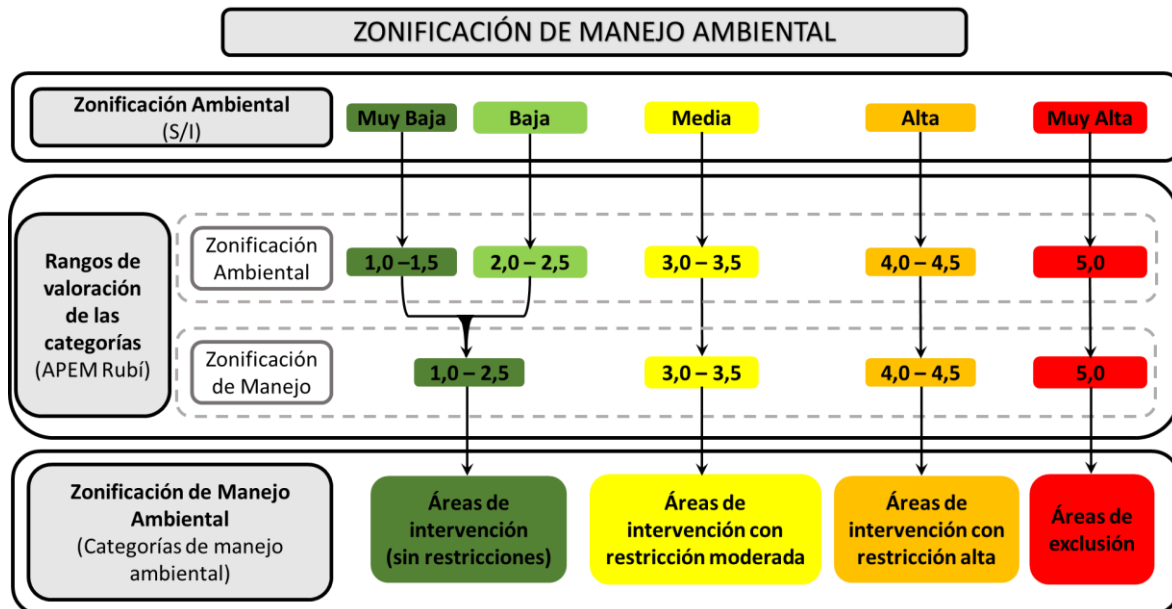 ZONIFICACIÓN DE MANEJO AMBIENTAL
Zonificación Ambiental
(S/I)
Muy Baja
Baja
Media
Alta
Muy Alta
Rangos de
valoración
de las
categorías
(APEM Rubí)
Zonificación
Ambiental
1,0 –1,5
2,0 – 2,5
3,0 – 3,5
4,0 – 4,5
5,0
Zonificación
de Manejo
1,0 – 2,5
3,0 – 3,5
4,0 – 4,5
5,0
Zonificación de Manejo
Ambiental
(Categorías de manejo
ambiental)
Áreas de
intervención
(sin restricciones)
Áreas de
intervención con
restricción moderada
Áreas de
intervención con
restricción alta
Áreas de
exclusión